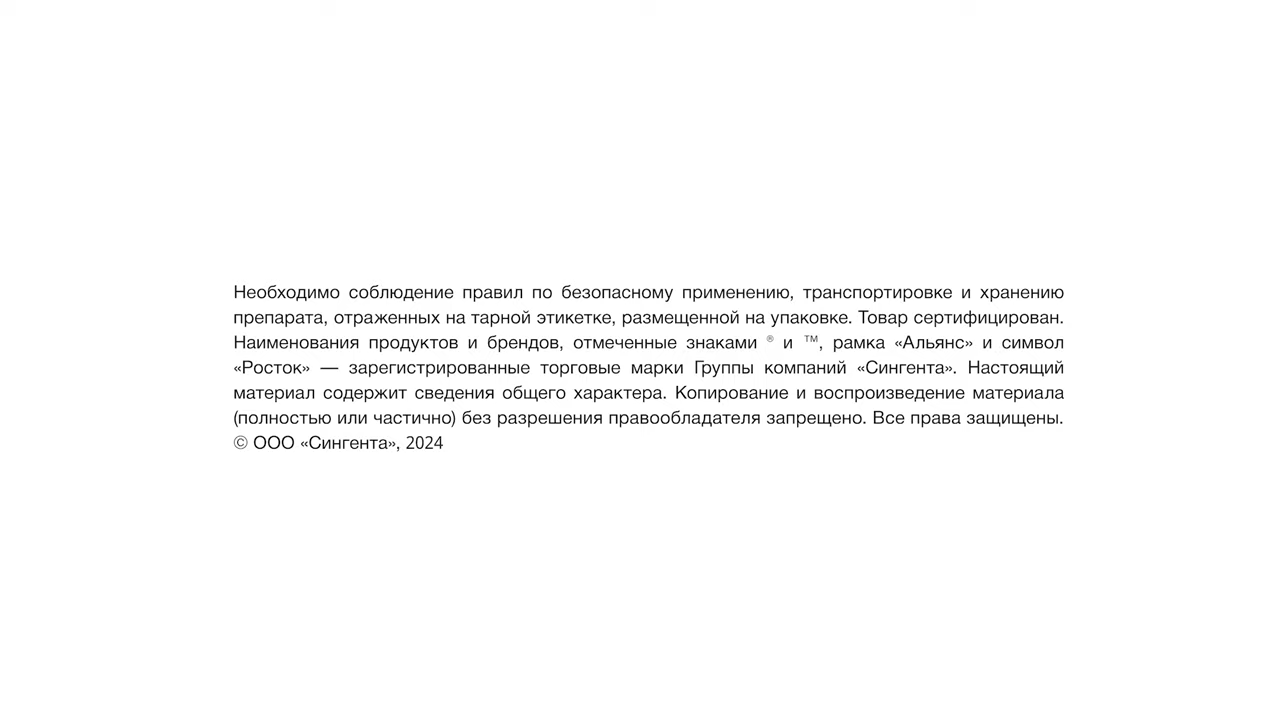 Необходимо соблюдение правил по безопасному применению, транспортировке и хранению
препарата, отраженных на тарной этикетке, размещенной на упаковке. Товар сертифицирован.
Наименования продуктов и брендов, отмеченные знаками ® и ™, рамка «Альянс» и символ
«Росток» — зарегистрированные торговые марки Группы компаний «Сингента». Настоящий
материал содержит сведения общего характера. Копирование и воспроизведение материала
(полностью или частично) без разрешения правообладателя запрещено. Все права защищены.
© ООО «Сингента», 2024